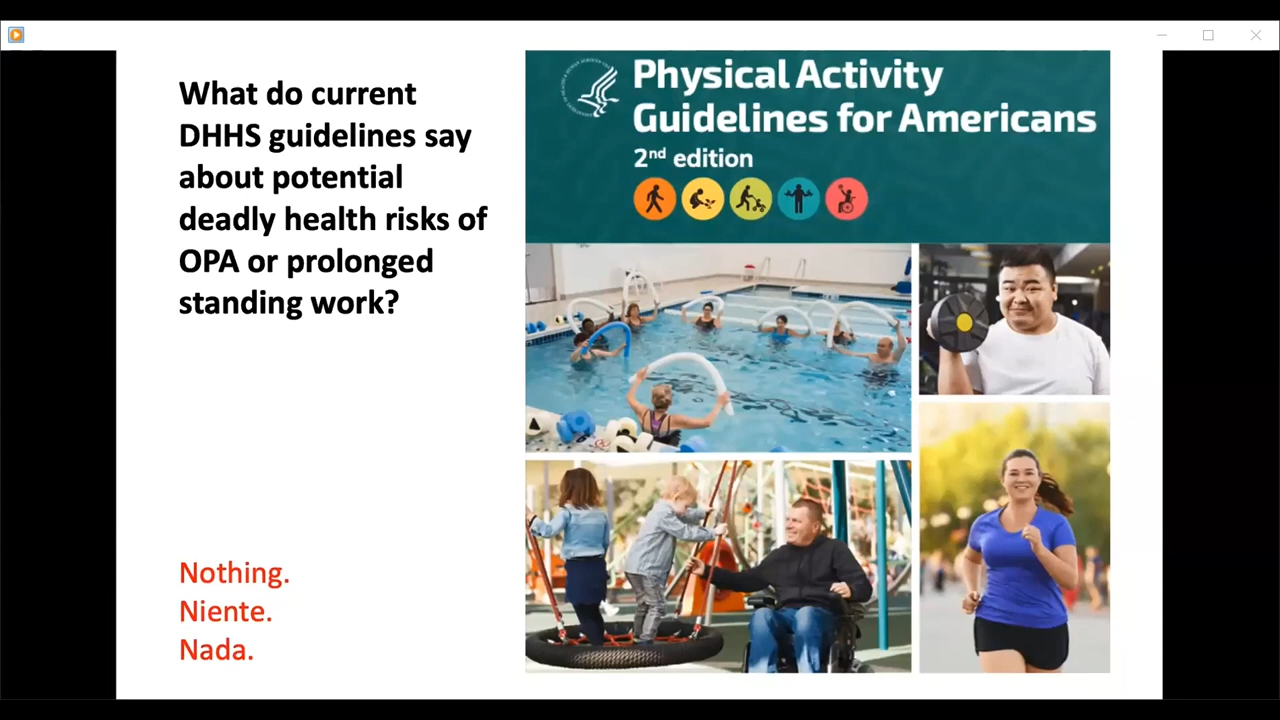 What do current
DHHS guidelines say
about potential
deadly health risks of
OPA or prolonged
standing work?
Nothing.
Niente.
Nada.
Physical Activity
Guidelines for Americans
2nd edition